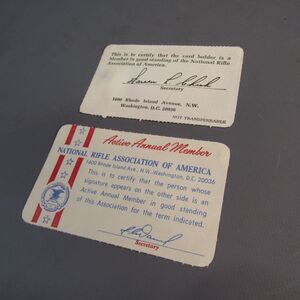 This is to certify that the card holder is a
Member in good standing of the National Rifle
Association of America.
Secretary
1600 Rhode Island Avenue, N.W.
Washington, D.C. 20036
NOT TRANSFERABLE
Active Annual Member
NATIONAL RIFLE ASSOCIATION OF AMERICA
1600 Rhode Island Ave., N.W. Washington, D.C. 20036
This is to certify that the person whose
signature appears on the other side is an
Active Annual Member in good standing
of this Association for the term indicated.
Secretary